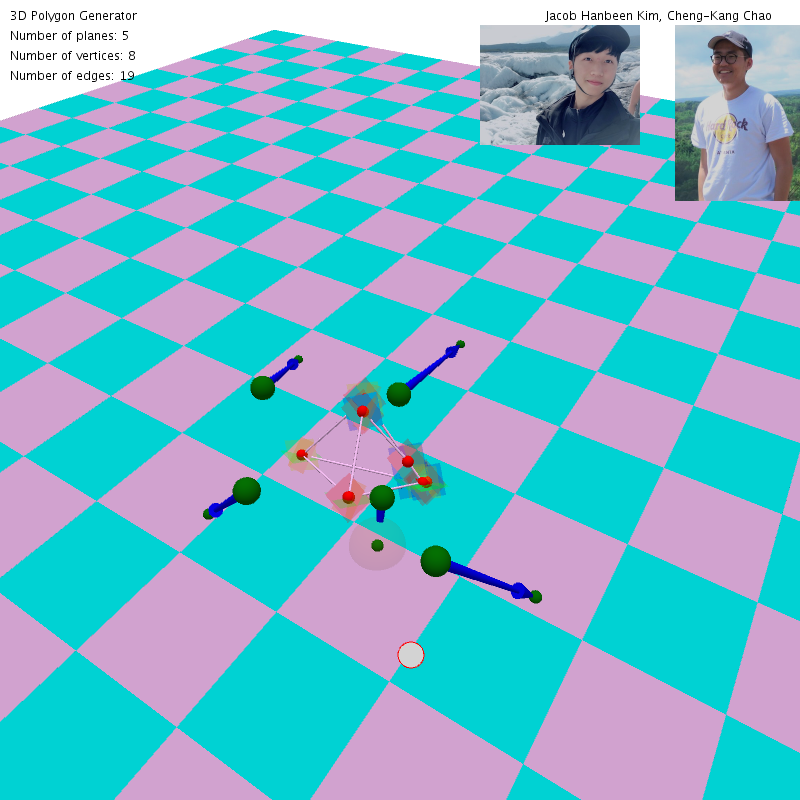 3D Polygon Generator
Jacob Hanbeen Kim, Cheng-Kang Chao
Number of planes: 5
Number of vertices: 8
Number of edges: 19